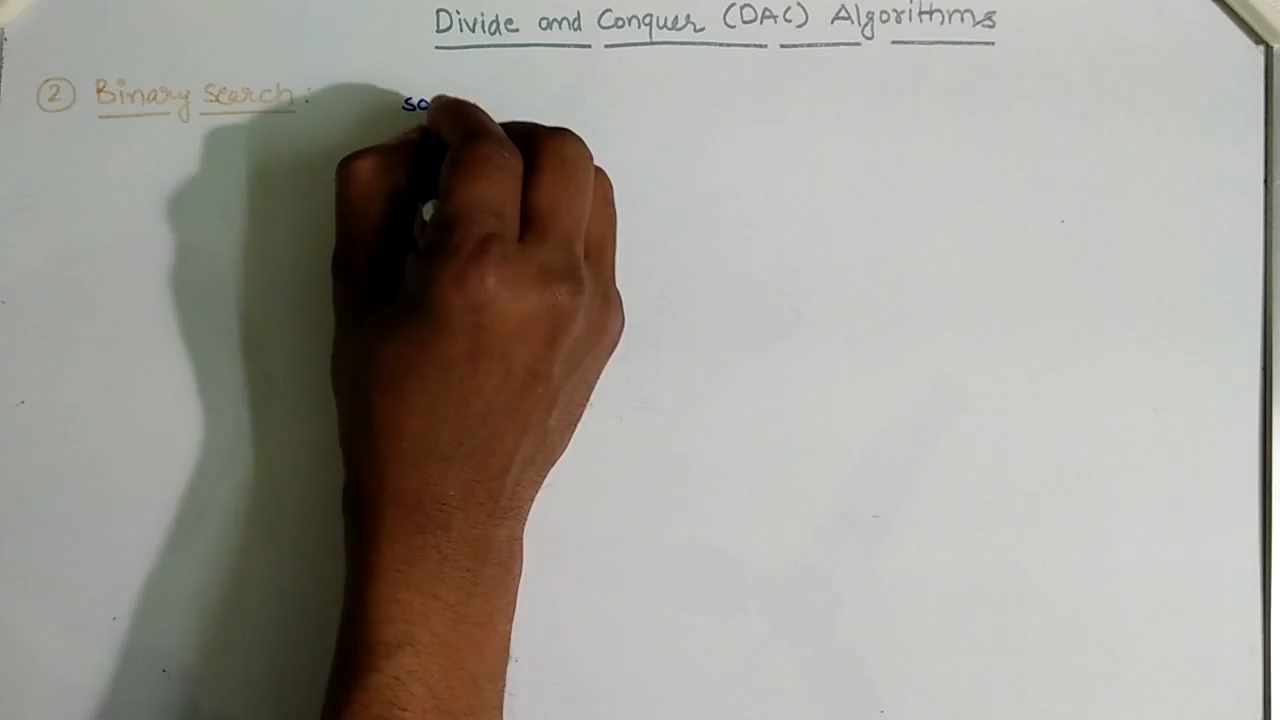 Divide and Conquer (DAC) Algorithms
② Binary Search: